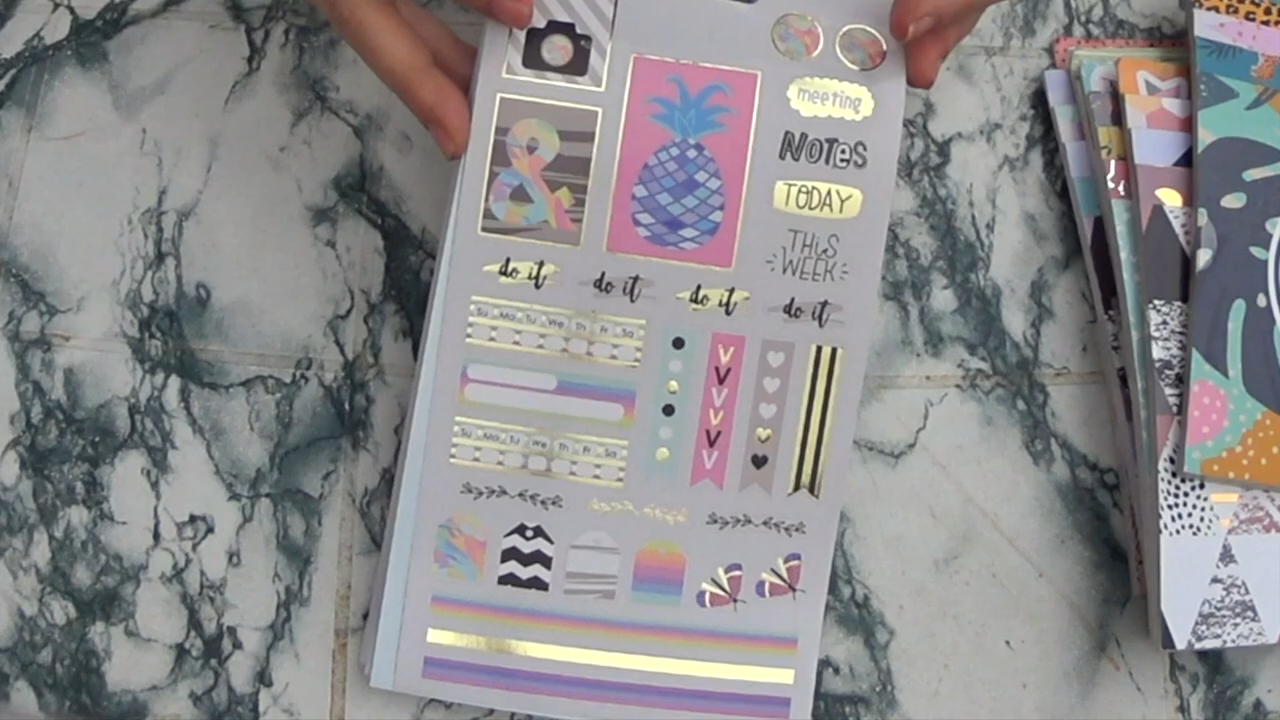 meeting
NOTeS
TODAY
THiS
WEEK
&
do it
do it
do it
do it
Su Mo Tu We Th Fr Sa
Su Mo Tu We Th Fr Sa